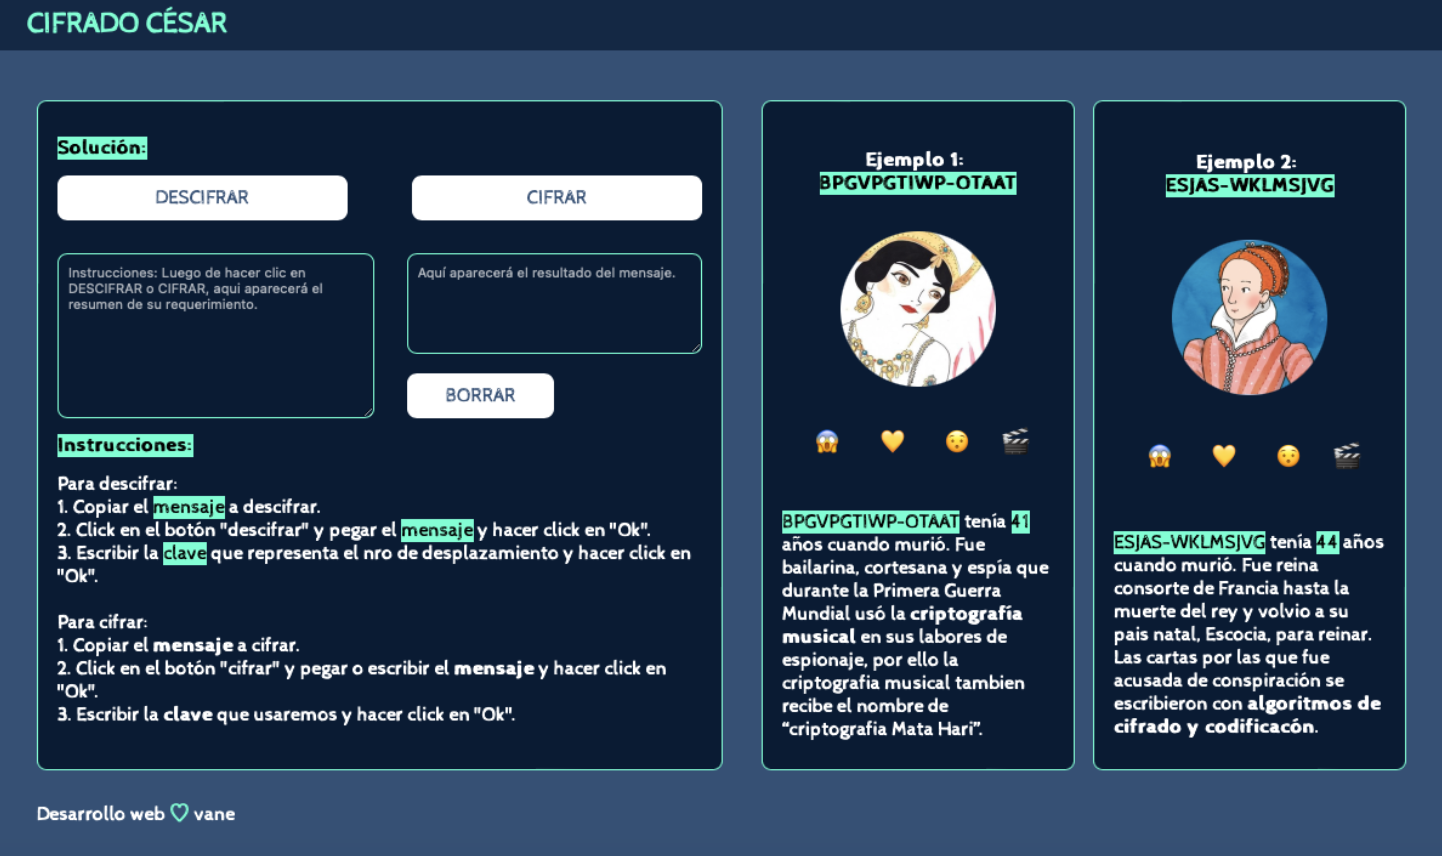 CIFRADO CÉSAR
Solución:
DESCIFRAR
CIFRAR
Instrucciones: Luego de hacer clic en
DESCIFRAR o CIFRAR, aqui aparecerá el
resumen de su requerimiento.
Aquí aparecerá el resultado del mensaje.
BORRAR
Instrucciones:
Para descifrar:
1. Copiar el mensaje a descifrar.
2. Click en el botón "descifrar" y pegar el mensaje y hacer click en "Ok".
3. Escribir la clave que representa el nro de desplazamiento y hacer click en
"Ok".
Para cifrar:
1. Copiar el mensaje a cifrar.
2. Click en el botón "cifrar" y pegar o escribir el mensaje y hacer click en
"Ok".
3. Escribir la clave que usaremos y hacer click en "Ok".
Ejemplo 1:
BPGVPGTIWP-OTAAT
BPGVPGTIWP-OTAAT tenía 41
años cuando murió. Fue
bailarina, cortesana y espía que
durante la Primera Guerra
Mundial usó la criptografía
musical en sus labores de
espionaje, por ello la
criptografia musical tambien
recibe el nombre de
“criptografia Mata Hari”.
Ejemplo 2:
ESJAS-WKLMSJVG
ESJAS-WKLMSJVG tenía 44 años
cuando murió. Fue reina
consorte de Francia hasta la
muerte del rey y volvio a su
pais natal, Escocia, para reinar.
Las cartas por las que fue
acusada de conspiración se
escribieron con algoritmos de
cifrado y codificacón.
Desarrollo web ♡ vane